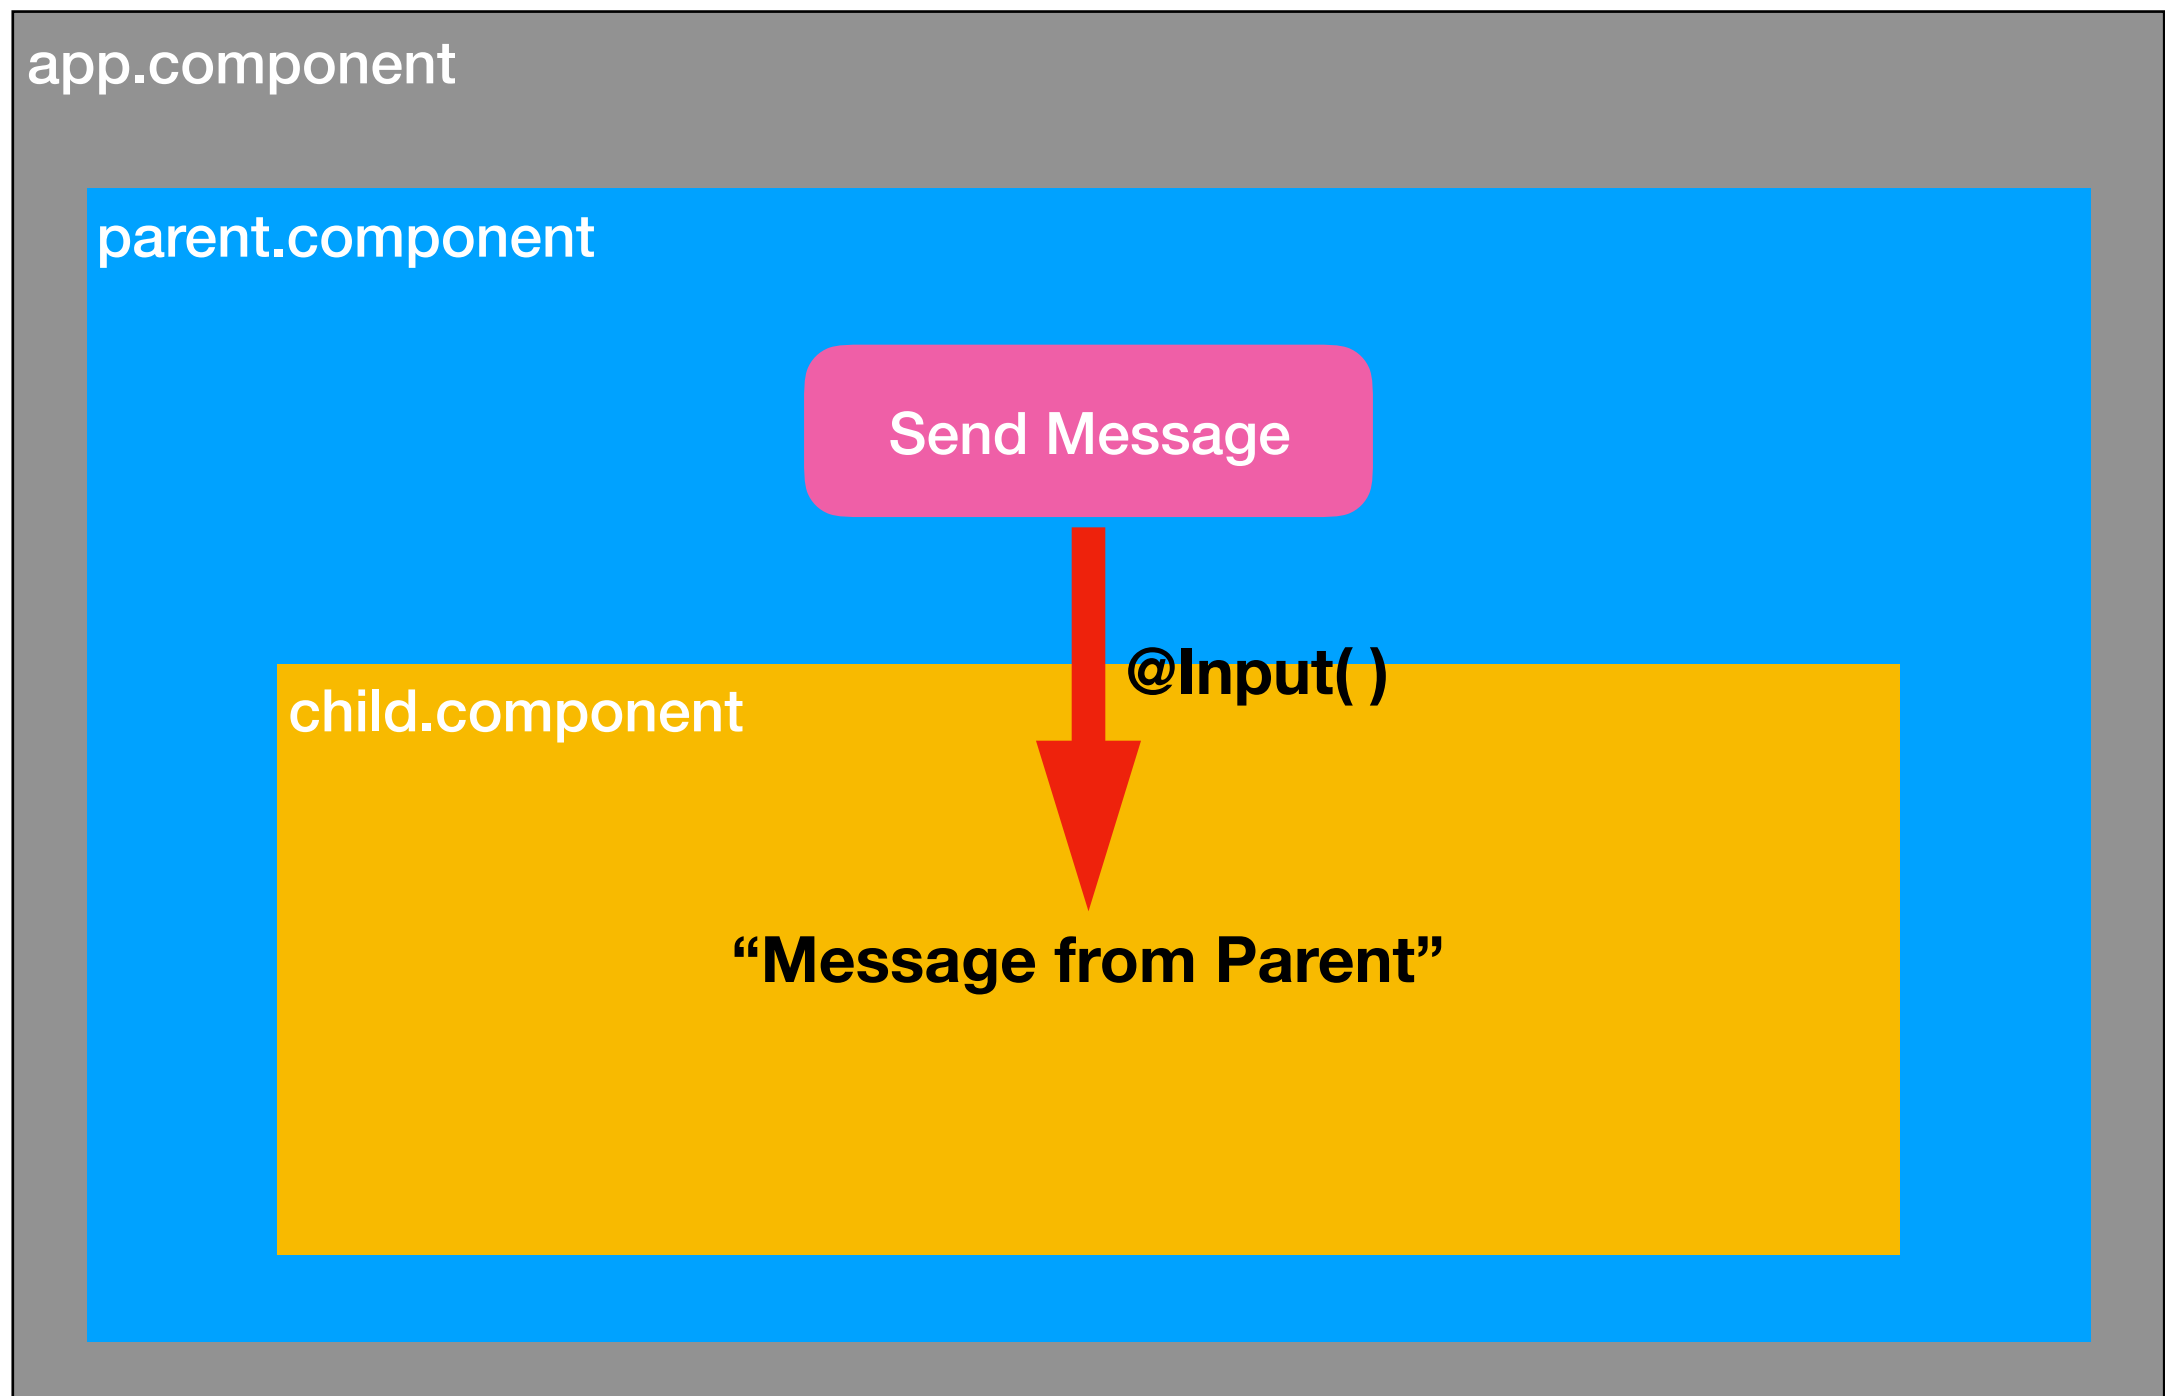 app.component
parent.component
Send Message
@Input( )
child.component
“Message from Parent”